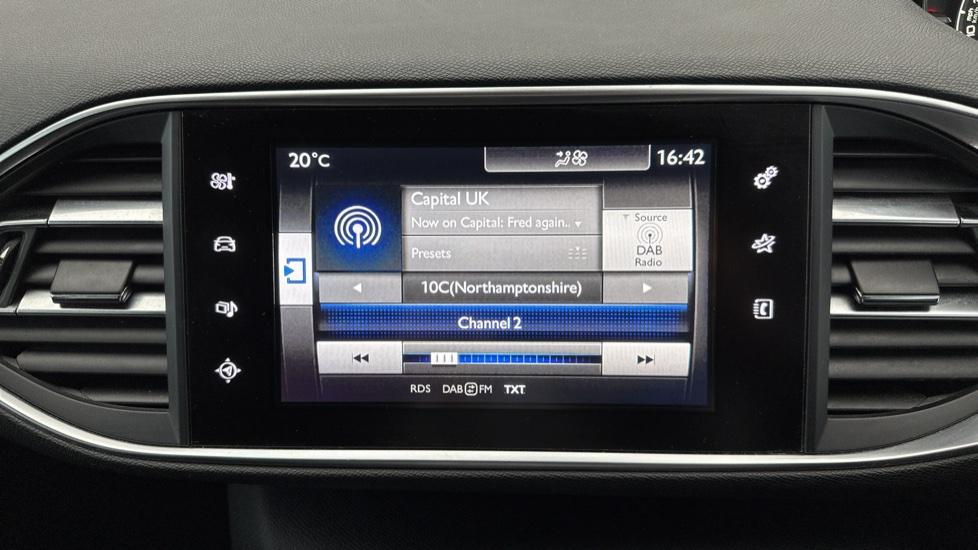 20°C
16:42
Capital UK
Now on Capital: Fred again..
Source
DAB
Radio
Presets
10C(Northamptonshire)
Channel 2
RDS DAB FM TXT